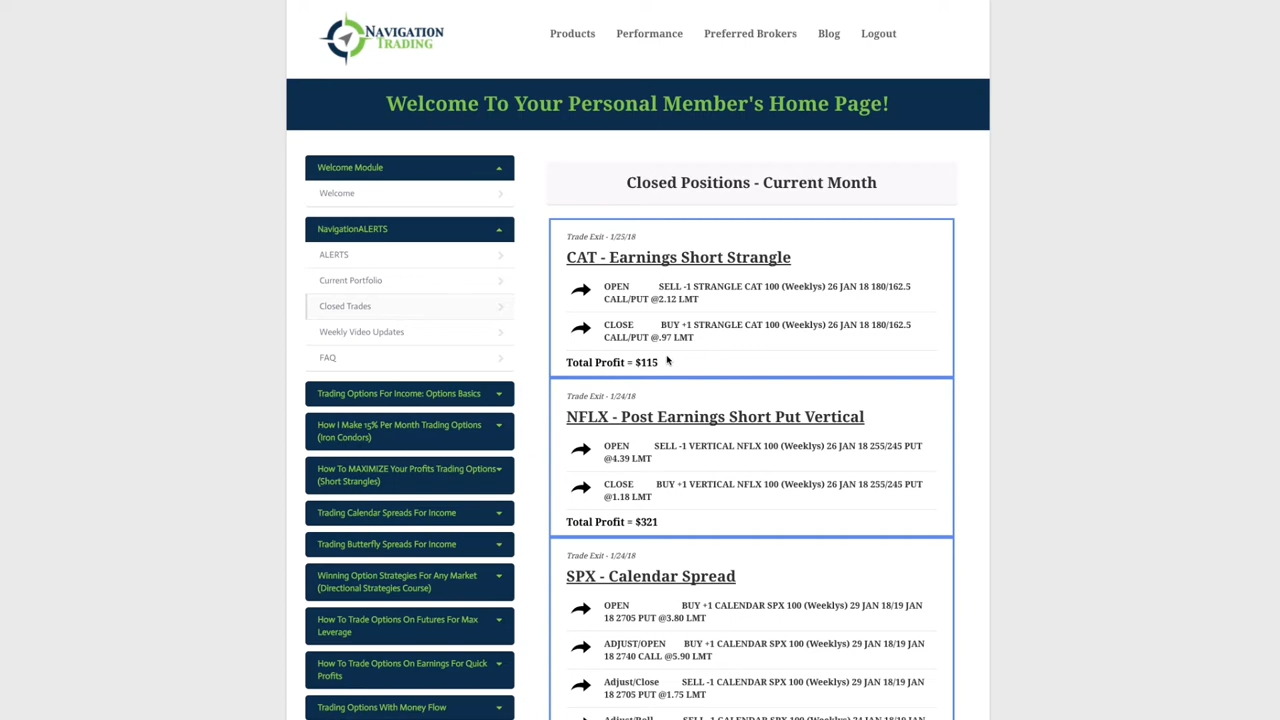 NAVIGATION
TRADING
Products Performance Preferred Brokers Blog Logout
Welcome To Your Personal Member's Home Page!
Welcome Module
Welcome
NavigationALERTS
ALERTS
Current Portfolio
Closed Trades
Weekly Video Updates
FAQ
Trading Options For Income: Options Basics
How I Make 15% Per Month Trading Options
(Iron Condors)
How To MAXIMIZE Your Profits Trading Options
(Short Strangles)
Trading Calendar Spreads For Income
Trading Butterfly Spreads For Income
Winning Option Strategies For Any Market
(Directional Strategies Course)
How To Trade Options On Futures For Max
Leverage
How To Trade Options On Earnings For Quick
Profits
Trading Options With Money Flow
Closed Positions - Current Month
Trade Exit - 1/25/18
CAT - Earnings Short Strangle
OPEN SELL -1 STRANGLE CAT 100 (Weeklys) 26 JAN 18 180/162.5
CALL/PUT @2.12 LMT
CLOSE BUY +1 STRANGLE CAT 100 (Weeklys) 26 JAN 18 180/162.5
CALL/PUT @.97 LMT
Total Profit = $115
Trade Exit - 1/24/18
NFLX - Post Earnings Short Put Vertical
OPEN SELL -1 VERTICAL NFLX 100 (Weeklys) 26 JAN 18 255/245 PUT
@4.39 LMT
CLOSE BUY +1 VERTICAL NFLX 100 (Weeklys) 26 JAN 18 255/245 PUT
@1.18 LMT
Total Profit = $321
Trade Exit - 1/24/18
SPX - Calendar Spread
OPEN BUY +1 CALENDAR SPX 100 (Weeklys) 29 JAN 18/19 JAN
18 2705 PUT @3.80 LMT
ADJUST/OPEN BUY +1 CALENDAR SPX 100 (Weeklys) 29 JAN 18/19 JAN
18 2740 CALL @5.90 LMT
Adjust/Close SELL -1 CALENDAR SPX 100 (Weeklys) 29 JAN 18/19 JAN
18 2705 PUT @1.75 LMT